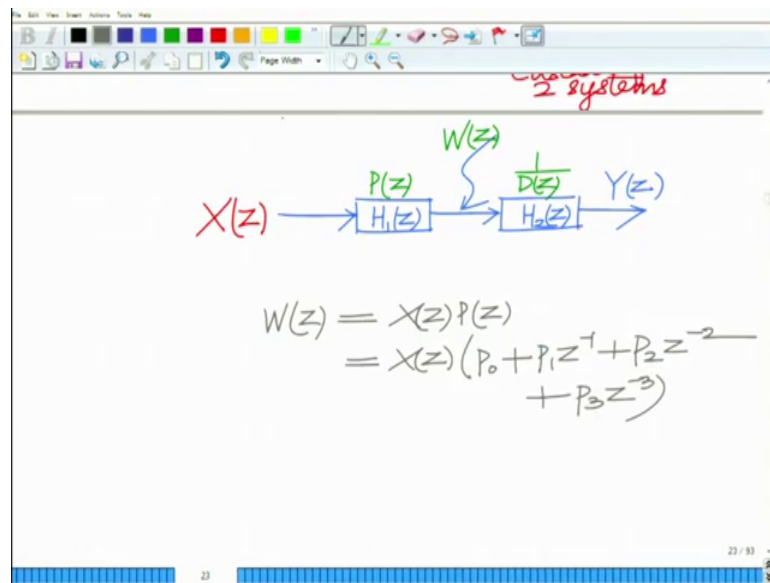 File Edit View Insert Actions Tools Help
B I
Page Width
2 systems
W(z)
P(z) 1/D(z) Y(z)
X(z) H₁(z) H₂(z)
W(z) = X(z)P(z)
= X(z)(p₀ + p₁z⁻¹ + p₂z⁻²
+ p₃z⁻³)
23 / 93
23